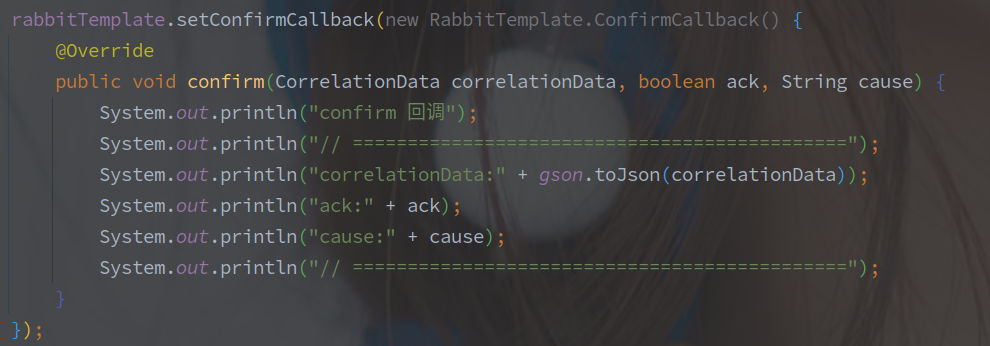 rabbitTemplate.setConfirmCallback(new RabbitTemplate.ConfirmCallback() {
    @Override
    public void confirm(CorrelationData correlationData, boolean ack, String cause) {
        System.out.println("confirm 回调");
        System.out.println("// =============================================");
        System.out.println("correlationData:" + gson.toJson(correlationData));
        System.out.println("ack:" + ack);
        System.out.println("cause:" + cause);
        System.out.println("// =============================================");
    }
});